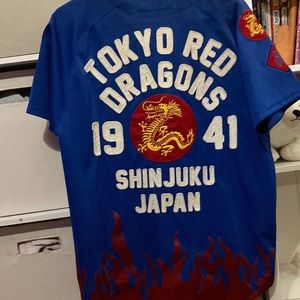 TOKYO RED
DRAGONS
19 41
SHINJUKU
JAPAN